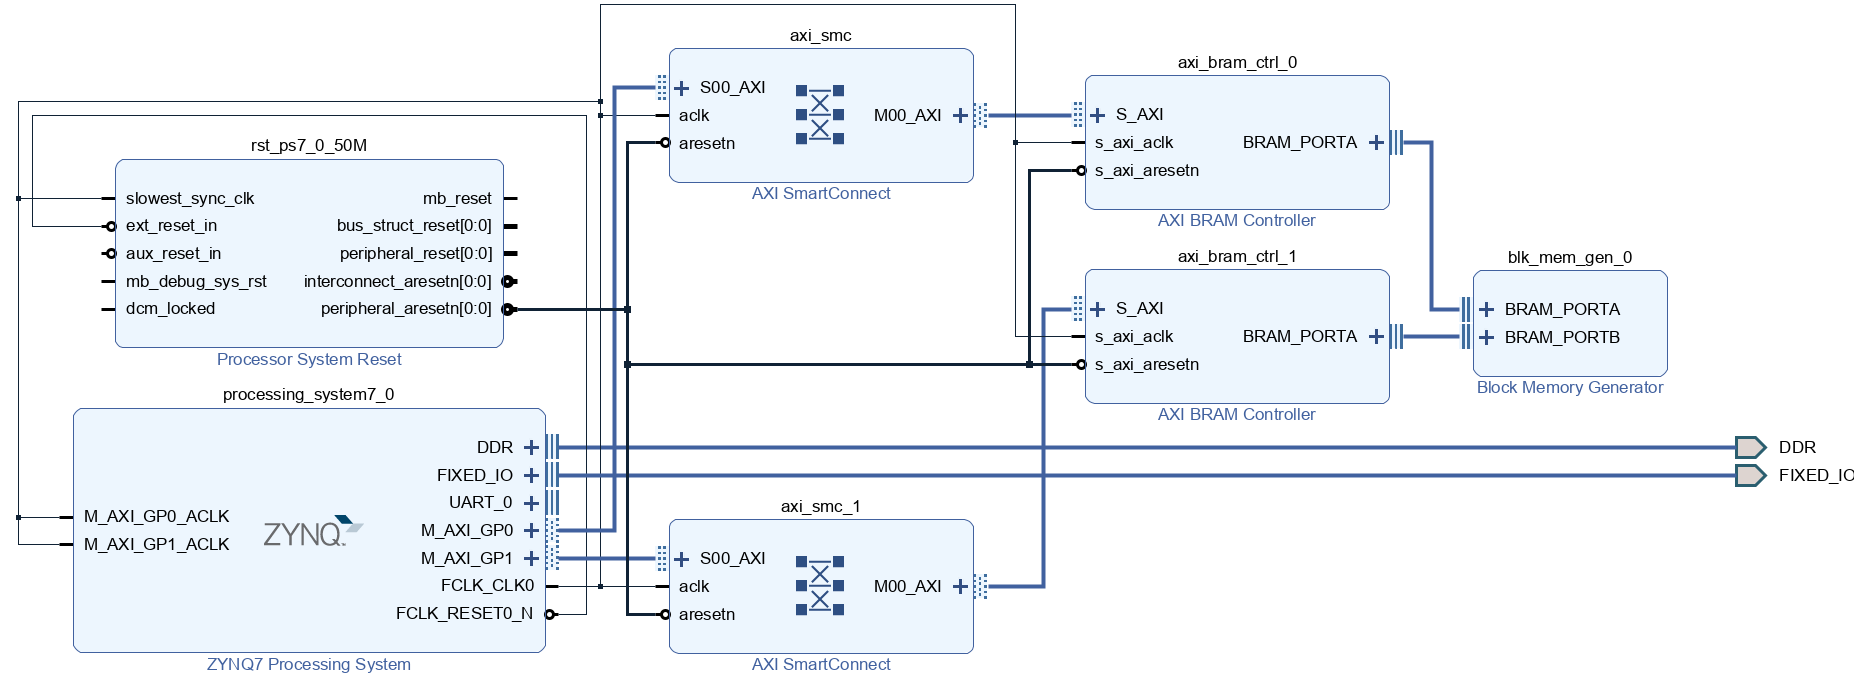 axi_smc
S00_AXI
aclk
aresetn
M00_AXI
AXI SmartConnect
axi_bram_ctrl_0
S_AXI
s_axi_aclk
s_axi_aresetn
BRAM_PORTA
AXI BRAM Controller
rst_ps7_0_50M
slowest_sync_clk
ext_reset_in
aux_reset_in
mb_debug_sys_rst
dcm_locked
mb_reset
bus_struct_reset[0:0]
peripheral_reset[0:0]
interconnect_aresetn[0:0]
peripheral_aresetn[0:0]
Processor System Reset
axi_bram_ctrl_1
S_AXI
s_axi_aclk
s_axi_aresetn
BRAM_PORTA
AXI BRAM Controller
blk_mem_gen_0
BRAM_PORTA
BRAM_PORTB
Block Memory Generator
processing_system7_0
M_AXI_GP0_ACLK
M_AXI_GP1_ACLK
ZYNQ
DDR
FIXED_IO
UART_0
M_AXI_GP0
M_AXI_GP1
FCLK_CLK0
FCLK_RESET0_N
ZYNQ7 Processing System
axi_smc_1
S00_AXI
aclk
aresetn
M00_AXI
AXI SmartConnect
DDR
FIXED_IO